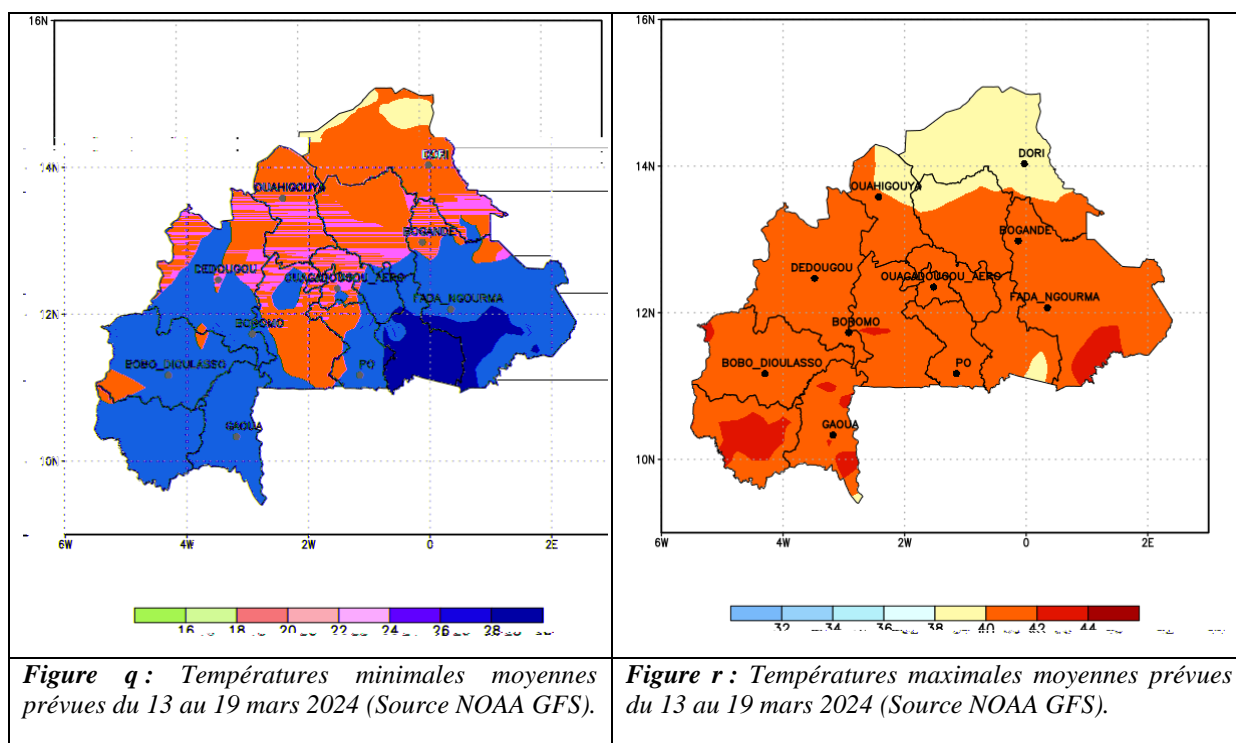 16N
14N
12N
10N
6W 4W 2W 0 2E
DORI
OUAHIGOUYA
BOGANDE
DEDOUGOU
OUAGADOUGOU_AERO
FADA_NGOURMA
BOROMO
BOBO_DIOULASSO
PO
GAOUA
16 18 20 22 24 26 28
16N
14N
12N
10N
6W 4W 2W 0 2E
DORI
OUAHIGOUYA
BOGANDE
DEDOUGOU
OUAGADOUGOU_AERO
FADA_NGOURMA
BOROMO
BOBO_DIOULASSO
PO
GAOUA
32 34 36 38 40 42 44
Figure q : Températures minimales moyennes
prévues du 13 au 19 mars 2024 (Source NOAA GFS).
Figure r : Températures maximales moyennes prévues
du 13 au 19 mars 2024 (Source NOAA GFS).